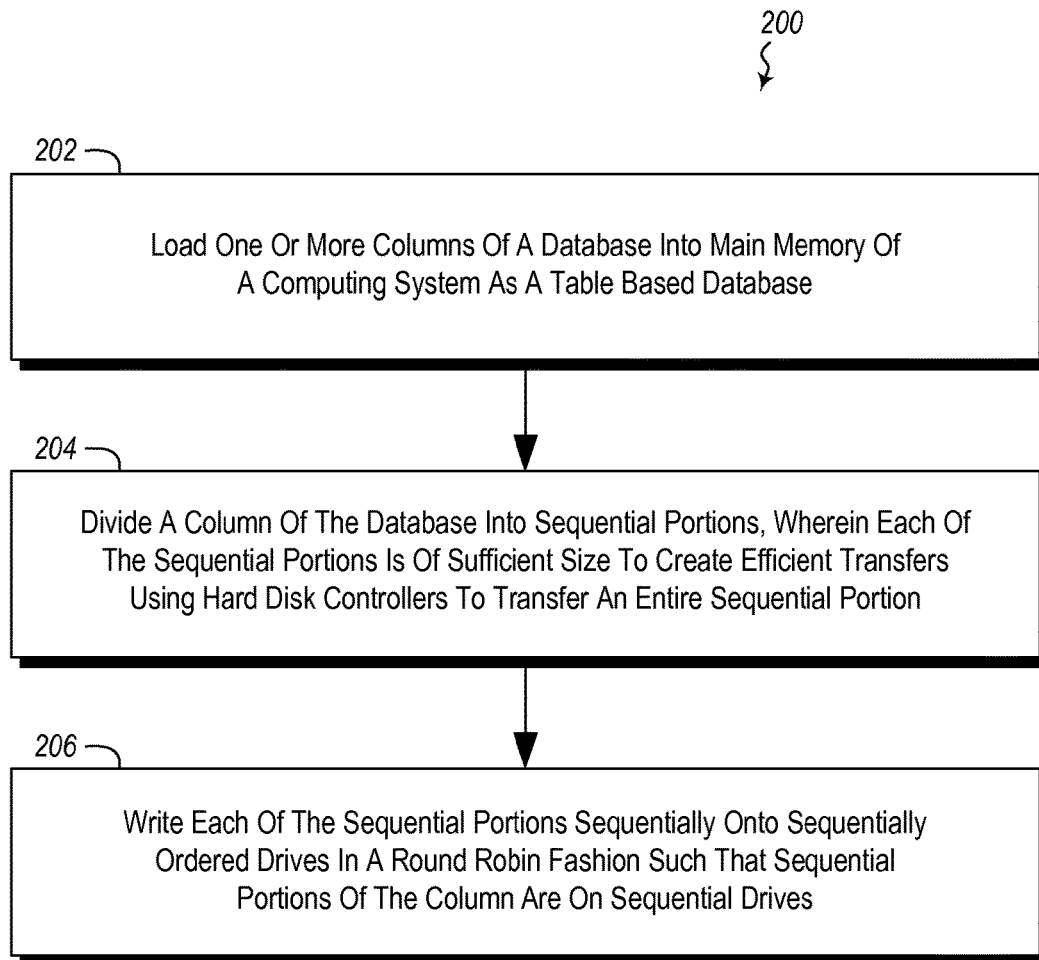 200
202
Load One Or More Columns Of A Database Into Main Memory Of
A Computing System As A Table Based Database
204
Divide A Column Of The Database Into Sequential Portions, Wherein Each Of
The Sequential Portions Is Of Sufficient Size To Create Efficient Transfers
Using Hard Disk Controllers To Transfer An Entire Sequential Portion
206
Write Each Of The Sequential Portions Sequentially Onto Sequentially
Ordered Drives In A Round Robin Fashion Such That Sequential
Portions Of The Column Are On Sequential Drives